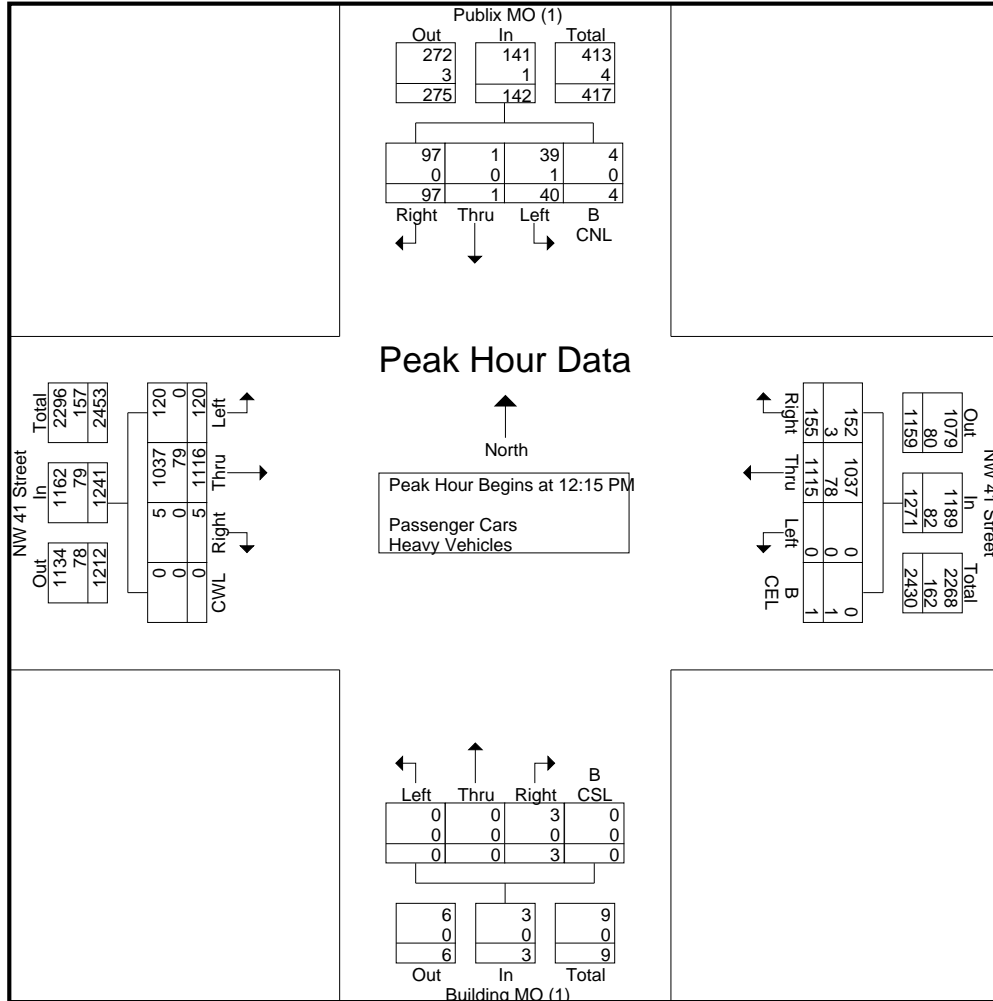 Publix MO (1)
Out In Total
272 141 413
3 1 4
275 142 417
97 1 39 4
0 0 1 0
97 1 40 4
Right Thru Left B
CNL
Peak Hour Data
North
Peak Hour Begins at 12:15 PM
Passenger Cars
Heavy Vehicles
NW 41 Street
Total In Out
2296 1162 1134
157 79 78
2453 1241 1212
120 1037 5 0
0 79 0 0
120 1116 5 0
Left Thru Right CWL
NW 41 Street
Out In Total
1079 1189 2268
80 82 162
1159 1271 2430
152 1037 0 0
3 78 0 1
155 1115 0 1
Right Thru Left B
CEL
B
Left Thru Right CSL
0 0 3 0
0 0 0 0
0 0 3 0
6 3 9
0 0 0
6 3 9
Out In Total
Building MO (1)